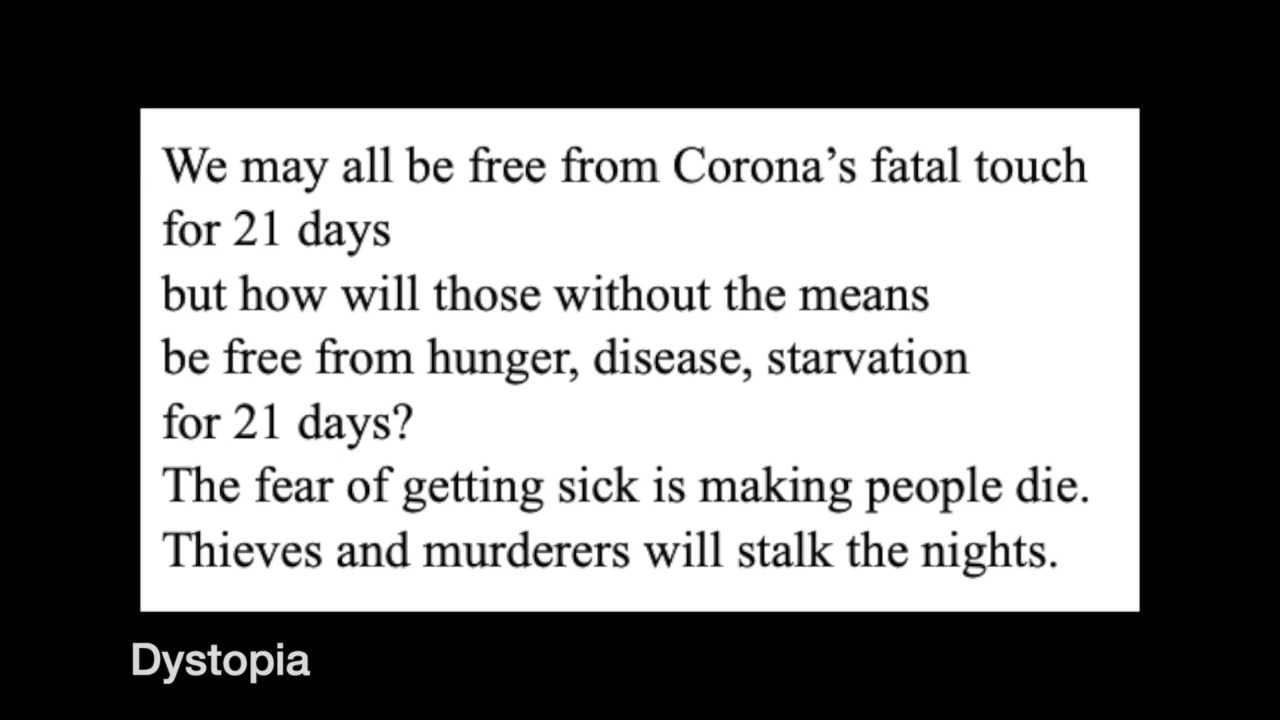 We may all be free from Corona’s fatal touch
for 21 days
but how will those without the means
be free from hunger, disease, starvation
for 21 days?
The fear of getting sick is making people die.
Thieves and murderers will stalk the nights.
Dystopia